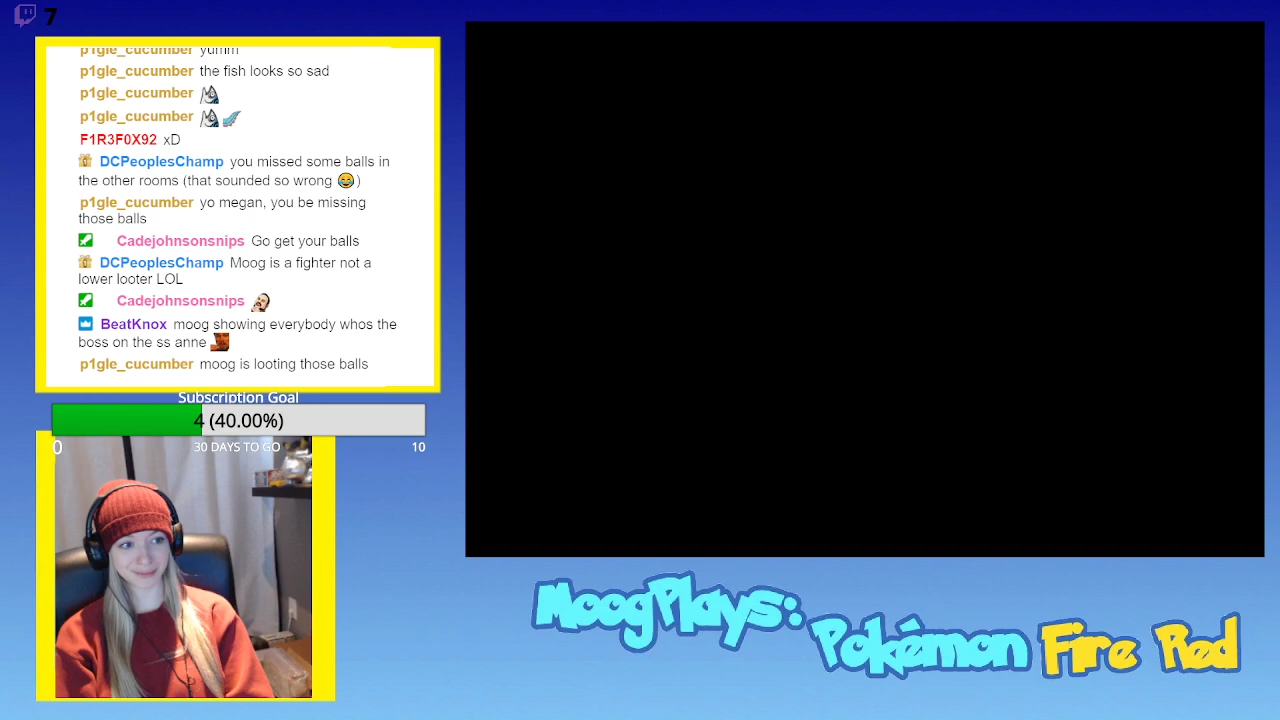 7
p1gle_cucumber yumm
p1gle_cucumber the fish looks so sad
p1gle_cucumber
p1gle_cucumber
F1R3F0X92 xD
DCPeoplesChamp you missed some balls in
the other rooms (that sounded so wrong 😂)
p1gle_cucumber yo megan, you be missing
those balls
Cadejohnsonsnips Go get your balls
DCPeoplesChamp Moog is a fighter not a
lower looter LOL
Cadejohnsonsnips
BeatKnox moog showing everybody whos the
boss on the ss anne
p1gle_cucumber moog is looting those balls
Subscription Goal
4 (40.00%)
0 30 DAYS TO GO 10
MoogPlays:
Pokémon Fire Red